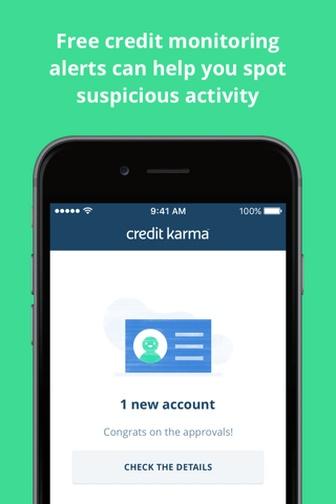 Free credit monitoring
alerts can help you spot
suspicious activity
9:41 AM
100%
credit karma
1 new account
Congrats on the approvals!
CHECK THE DETAILS